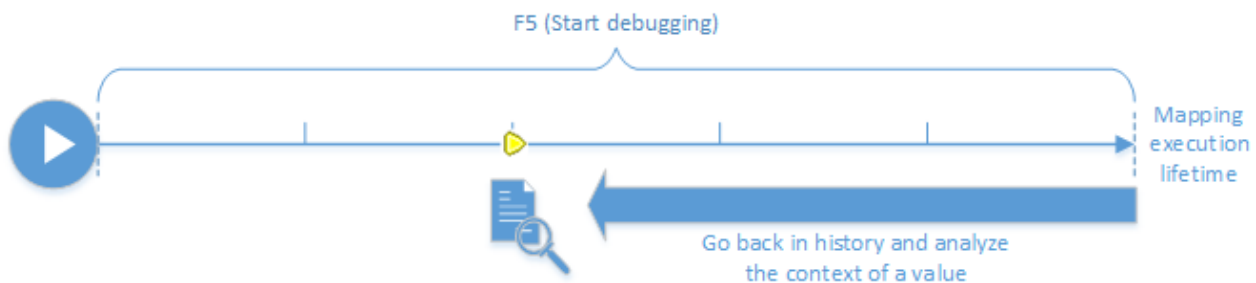 F5 (Start debugging)
Mapping
execution
lifetime
Go back in history and analyze
the context of a value